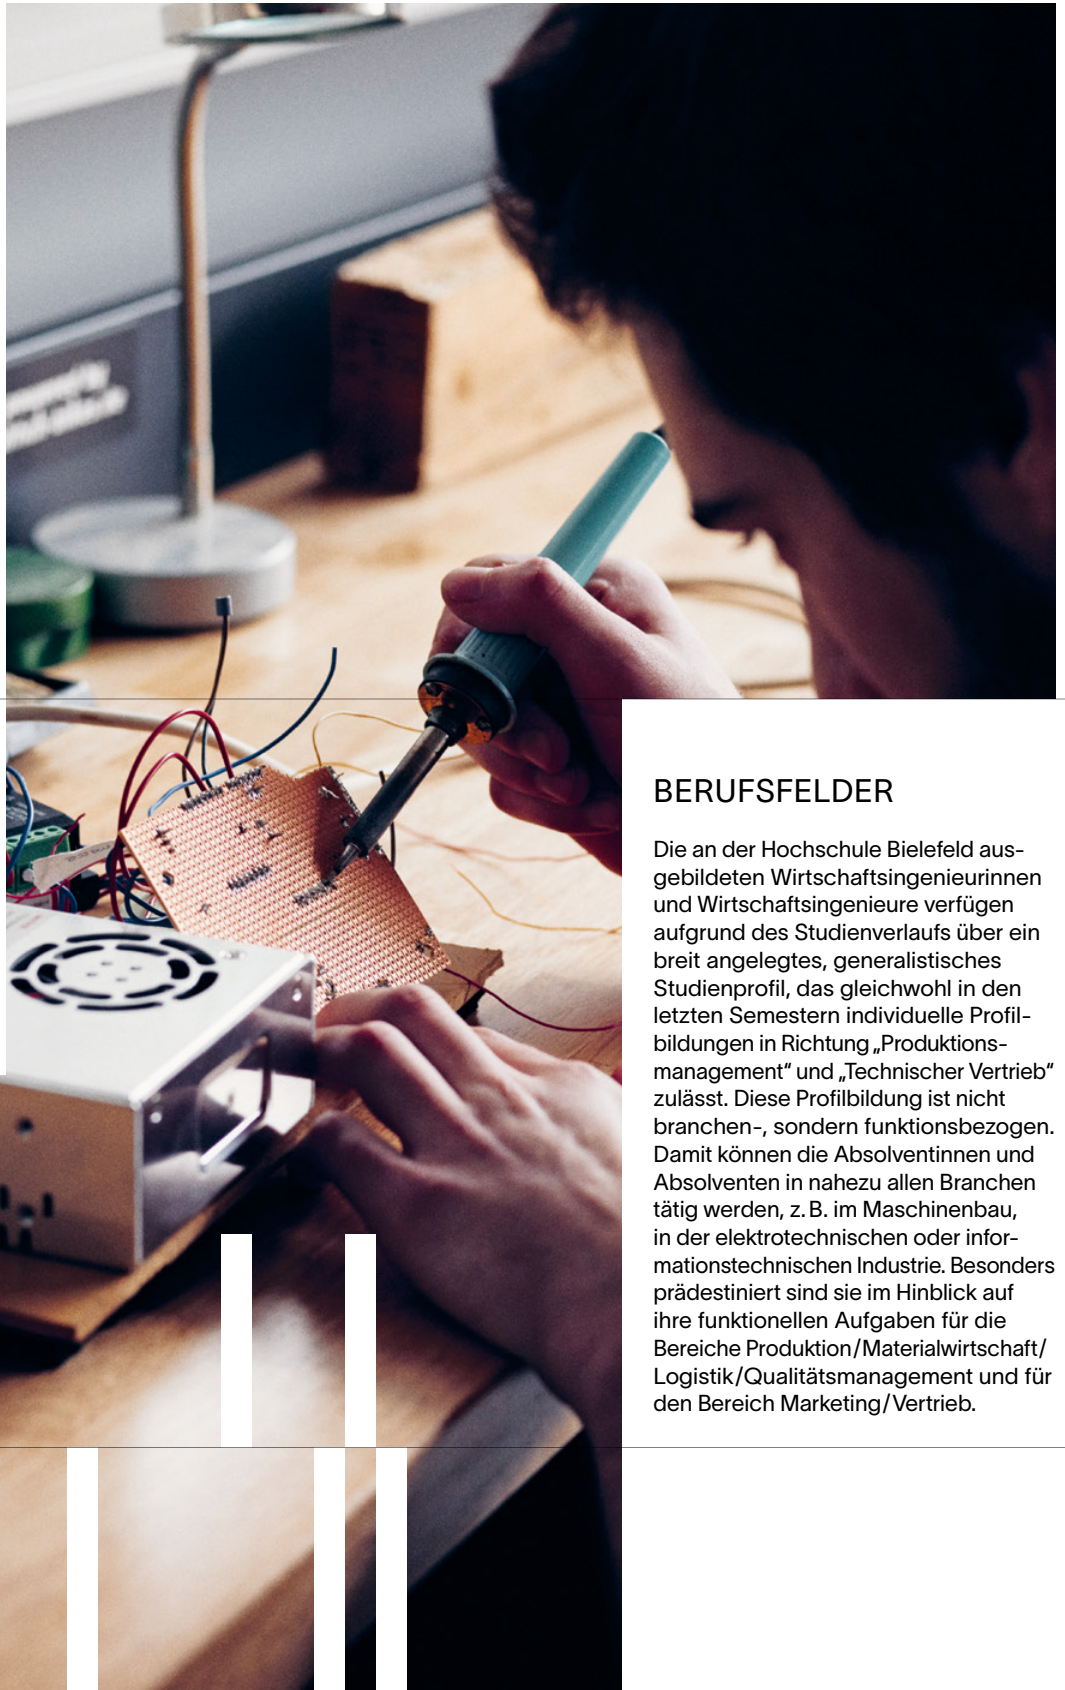 BERUFSFELDER
Die an der Hochschule Bielefeld aus-
gebildeten Wirtschaftsingenieurinnen
und Wirtschaftsingenieure verfügen
aufgrund des Studienverlaufs über ein
breit angelegtes, generalistisches
Studienprofil, das gleichwohl in den
letzten Semestern individuelle Profil-
bildungen in Richtung „Produktions-
management“ und „Technischer Vertrieb“
zulässt. Diese Profilbildung ist nicht
branchen-, sondern funktionsbezogen.
Damit können die Absolventinnen und
Absolventen in nahezu allen Branchen
tätig werden, z. B. im Maschinenbau,
in der elektrotechnischen oder infor-
mationstechnischen Industrie. Besonders
prädestiniert sind sie im Hinblick auf
ihre funktionellen Aufgaben für die
Bereiche Produktion/Materialwirtschaft/
Logistik/Qualitätsmanagement und für
den Bereich Marketing/Vertrieb.